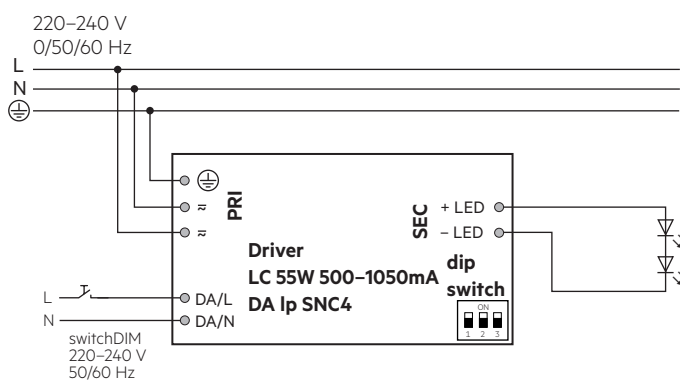 220–240 V
0/50/60 Hz
L
N
PRI
SEC
+ LED
– LED
Driver
LC 55W 500–1050mA
DA lp SNC4
dip
switch
ON
1 2 3
L
DA/L
N
DA/N
switchDIM
220–240 V
50/60 Hz